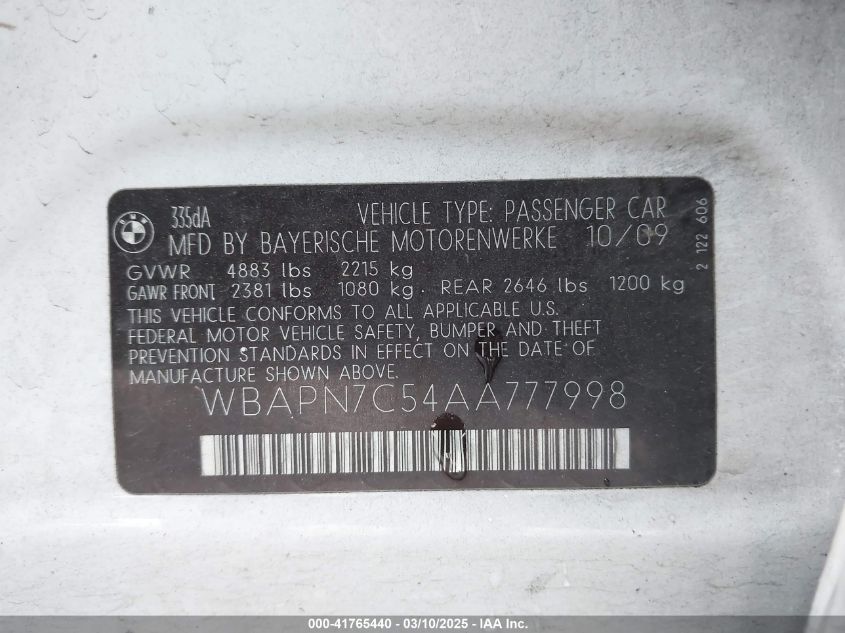 BMW
335dA VEHICLE TYPE: PASSENGER CAR
MFD BY BAYERISCHE MOTORENWERKE 10/09
GVWR 4883 lbs 2215 kg
GAWR FRONT 2381 lbs 1080 kg. REAR 2646 lbs 1200 kg
THIS VEHICLE CONFORMS TO ALL APPLICABLE U.S.
FEDERAL MOTOR VEHICLE SAFETY, BUMPER AND THEFT
PREVENTION STANDARDS IN EFFECT ON THE DATE OF
MANUFACTURE SHOWN ABOVE.
WBAPN7C54AA777998
2 122 606
000-41765440 - 03/10/2025 - IAA Inc.